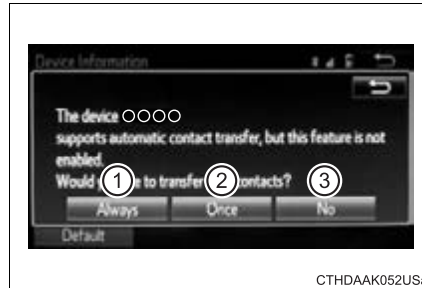 Device Information
The device ○○○○
supports automatic contact transfer, but this feature is not
enabled.
Would to transfer contacts?
1 2 3
Always Once No
Default
CTHDAAK052US